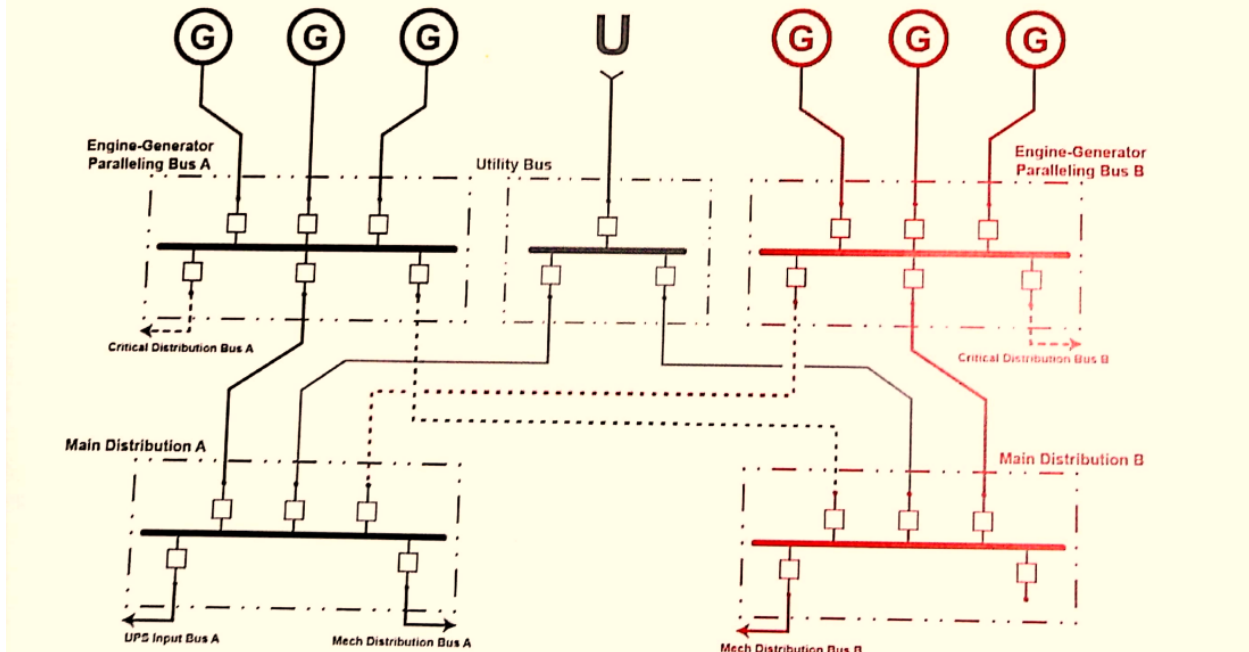 G G G U G G G
Engine-Generator
Paralleling Bus A
Utility Bus
Engine-Generator
Paralleling Bus B
Critical Distribution Bus A
Critical Distribution Bus B
Main Distribution A
Main Distribution B
UPS Input Bus A
Mech Distribution Bus A
Mech Distribution Bus B